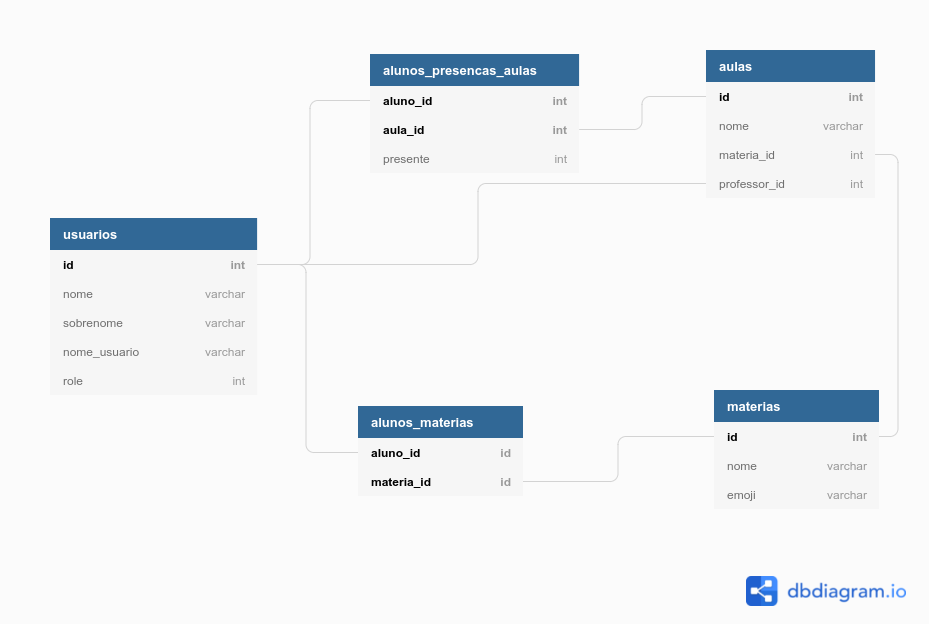 alunos_presencas_aulas
aluno_id int
aula_id int
presente int
aulas
id int
nome varchar
materia_id int
professor_id int
usuarios
id int
nome varchar
sobrenome varchar
nome_usuario varchar
role int
alunos_materias
aluno_id id
materia_id id
materias
id int
nome varchar
emoji varchar
dbdiagram.io